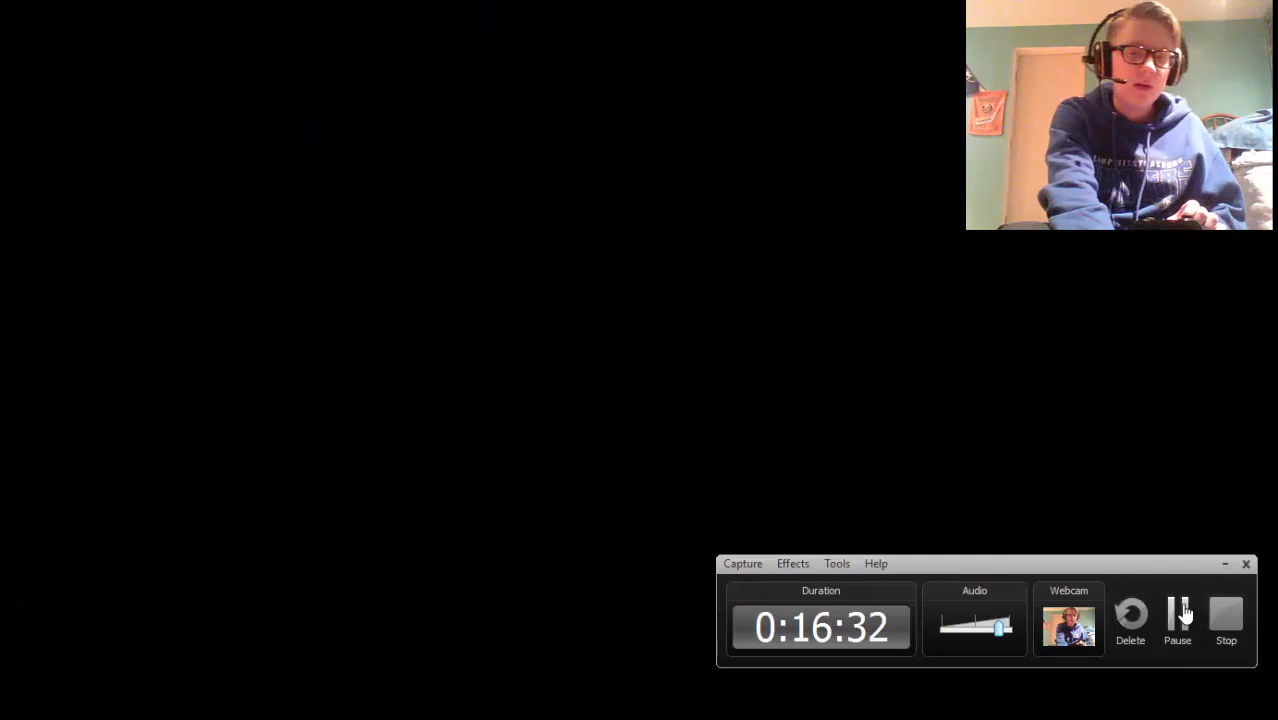 Capture Effects Tools Help
Duration
Audio
Webcam
0:16:32
Delete
Pause
Stop